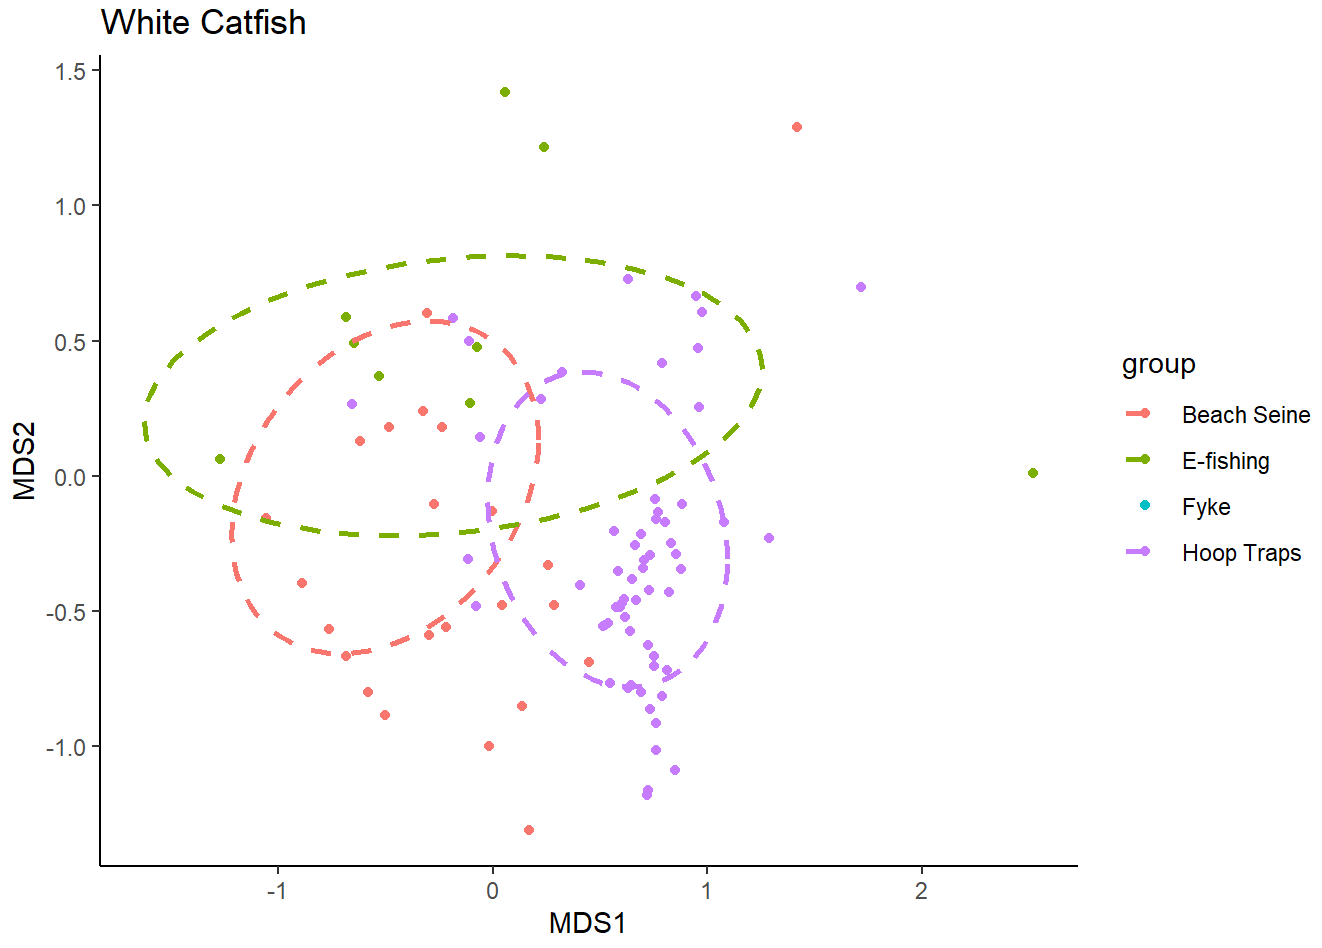 White Catfish
1.5
1.0
0.5
0.0
-0.5
-1.0
MDS2
-1
0
1
2
MDS1
group
Beach Seine
E-fishing
Fyke
Hoop Traps